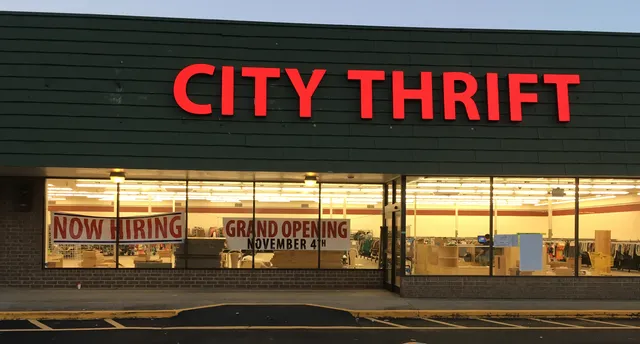 CITY THRIFT
NOW HIRING
GRAND OPENING
NOVEMBER 4TH